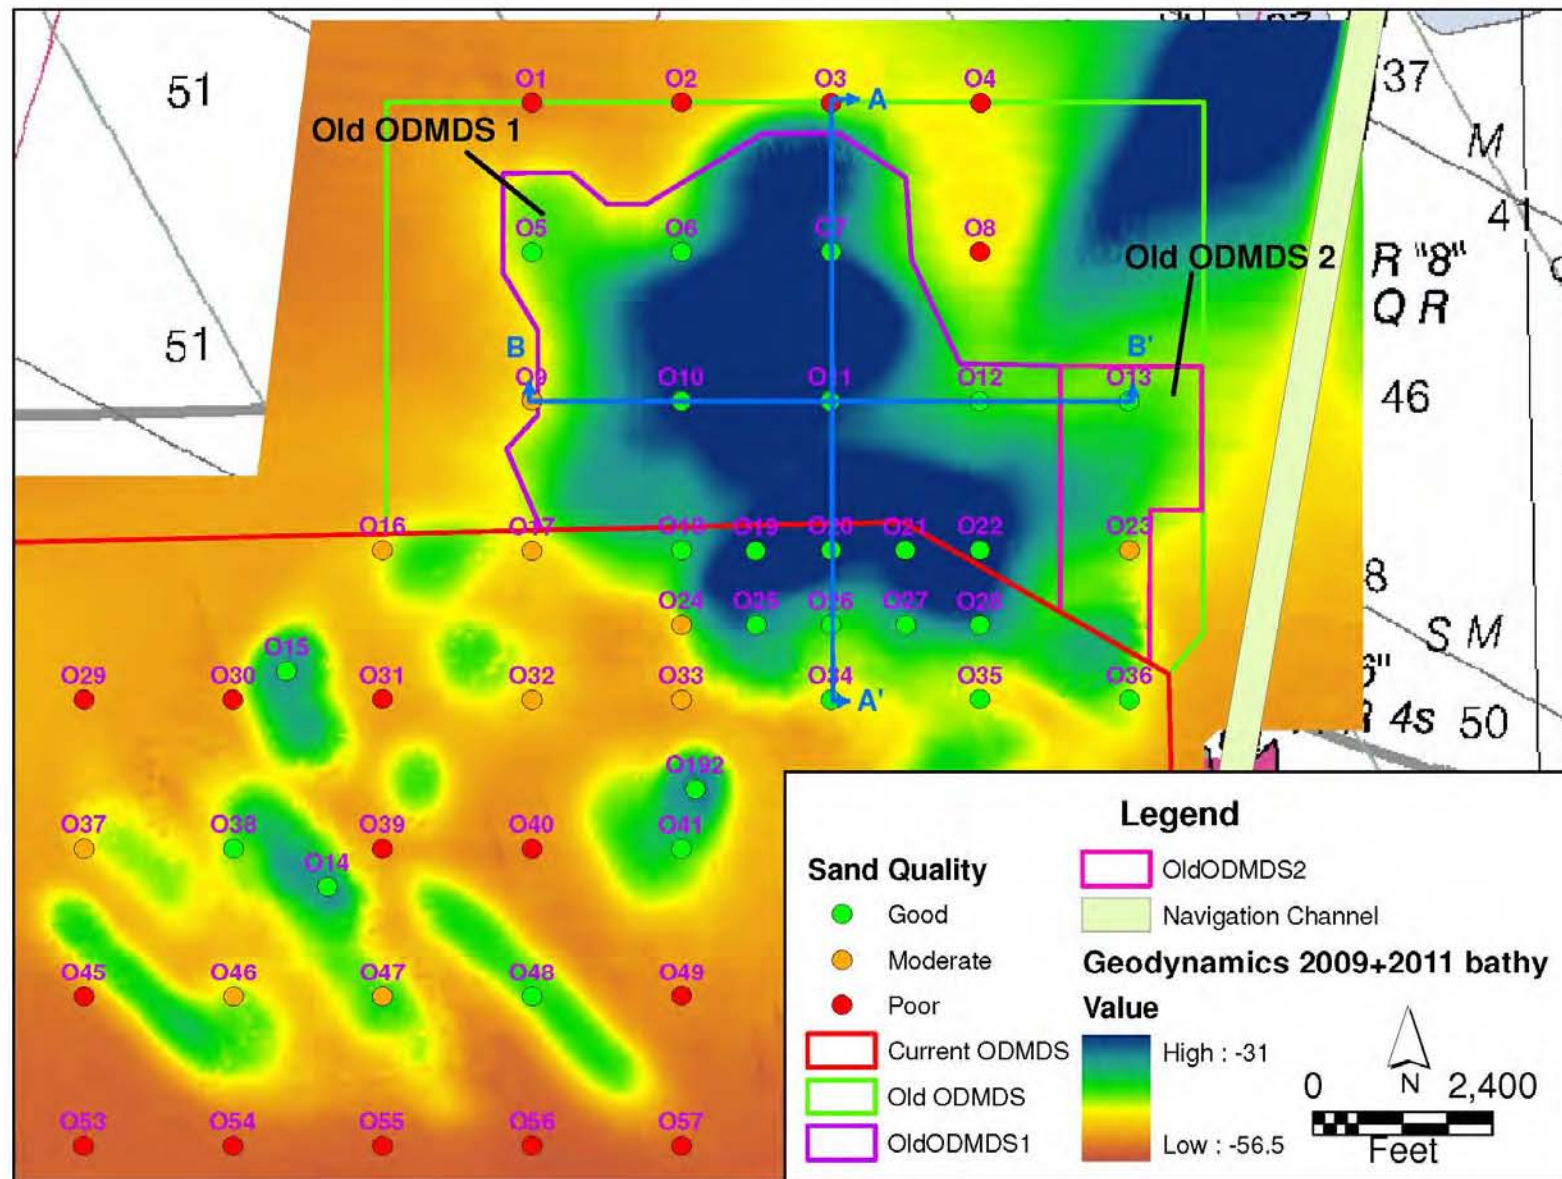 37
51
O1 O2 O3 O4
A
Old ODMDS 1
M
41
O5 O6 O7 O8
Old ODMDS 2
R "8"
Q R
51
B B'
O9 O10 O11 O12 O13
46
O16 O17 O18 O19 O20 O21 O22 O23
8
O24 O25 O26 O27 O28
S M
O15
O29 O30 O31 O32 O33 O34 O35 O36
A'
4s 50
O192
O37 O38 O39 O40 O41
O14
O45 O46 O47 O48 O49
O53 O54 O55 O56 O57
Legend
Sand Quality
Good
Moderate
Poor
Current ODMDS
Old ODMDS
OldODMDS1
OldODMDS2
Navigation Channel
Geodynamics 2009+2011 bathy
Value
High : -31
Low : -56.5
N
0 2,400
Feet